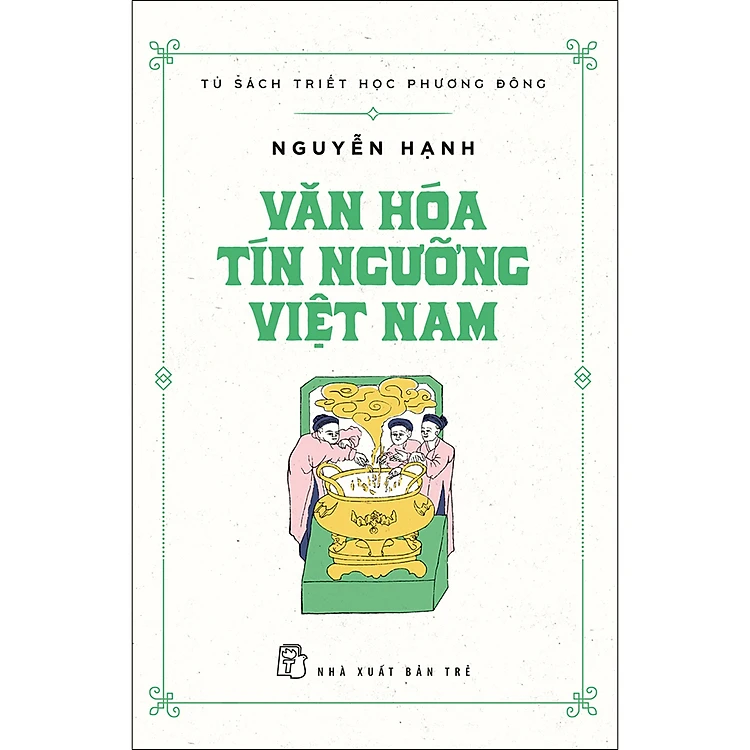 TỦ SÁCH TRIẾT HỌC PHƯƠNG ĐÔNG
NGUYỄN HẠNH
VĂN HÓA
TÍN NGƯỠNG
VIỆT NAM
T
NHÀ XUẤT BẢN TRẺ